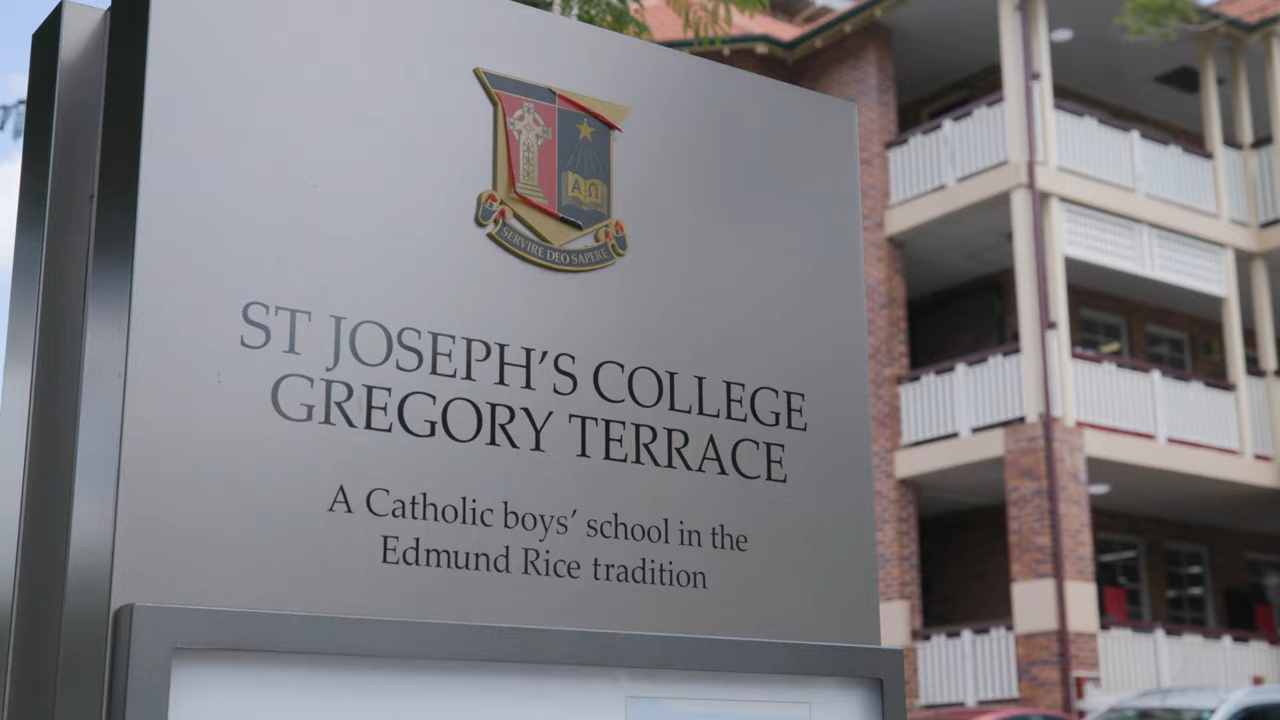 A Ω
SERVIRE DEO SAPERE
ST JOSEPH'S COLLEGE
GREGORY TERRACE
A Catholic boys' school in the
Edmund Rice tradition